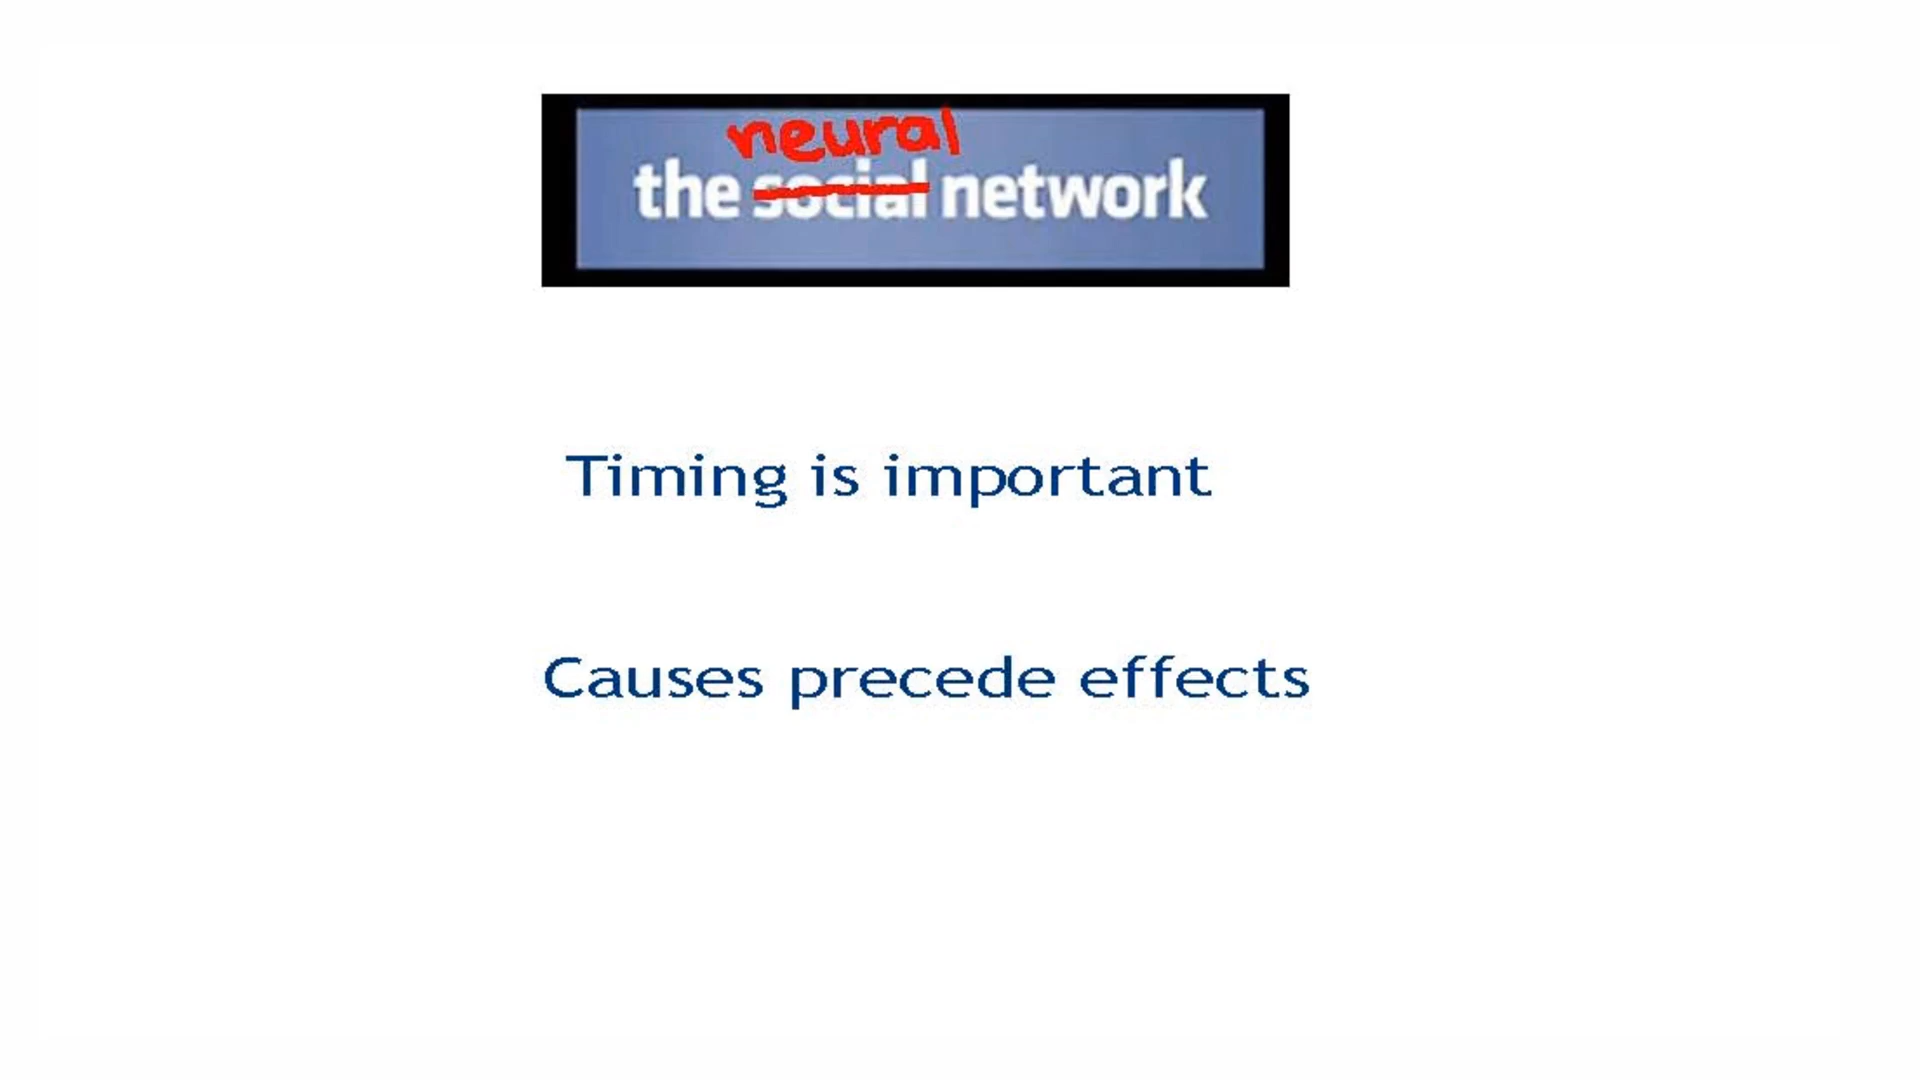 neural
the social network
Timing is important
Causes precede effects